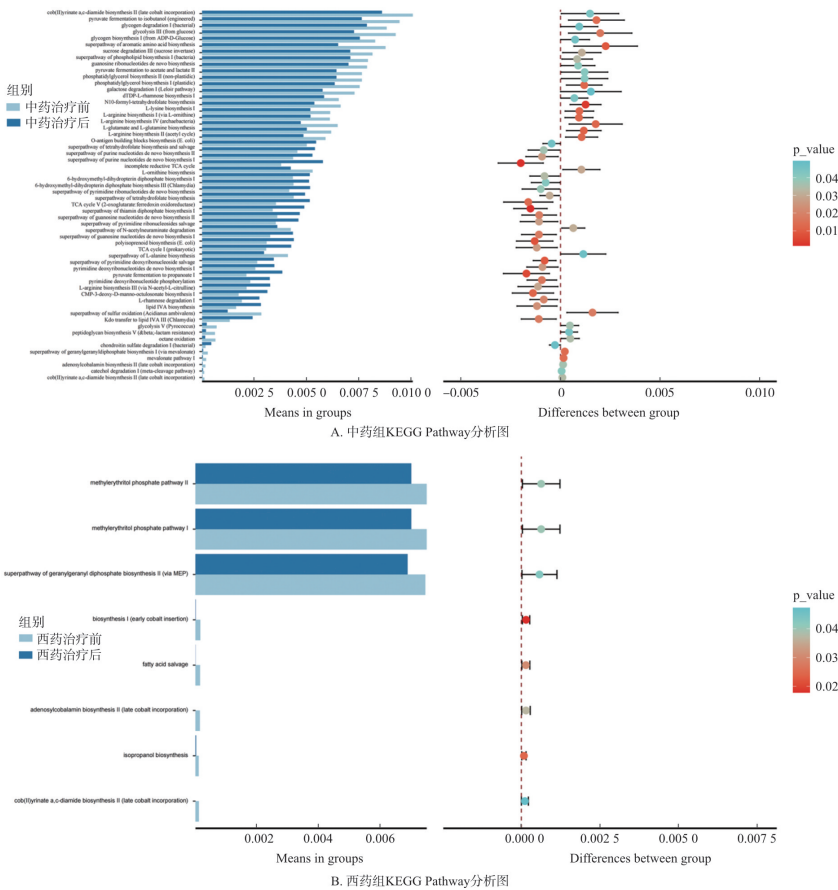 cob(II)yrinate a,c-diamide biosynthesis II (late cobalt incorporation)
pyruvate fermentation to isobutanol (engineered)
glycogen degradation I (bacterial)
glycolysis III (from glucose)
glycogen biosynthesis I (from ADP-D-Glucose)
superpathway of aromatic amino acid biosynthesis
sucrose degradation III (sucrose invertase)
superpathway of phospholipid biosynthesis I (bacteria)
guanosine ribonucleotides de novo biosynthesis
pyruvate fermentation to acetate and lactate II
phosphatidylglycerol biosynthesis II (non-plastidic)
phosphatidylglycerol biosynthesis I (plastidic)
galactose degradation I (Leloir pathway)
dTDP-L-rhamnose biosynthesis I
N10-formyl-tetrahydrofolate biosynthesis
L-lysine biosynthesis I
L-arginine biosynthesis I (via L-ornithine)
L-arginine biosynthesis IV (archaebacteria)
L-glutamate and L-glutamine biosynthesis
L-arginine biosynthesis II (acetyl cycle)
O-antigen building blocks biosynthesis (E. coli)
superpathway of tetrahydrofolate biosynthesis and salvage
superpathway of purine nucleotides de novo biosynthesis II
superpathway of purine nucleotides de novo biosynthesis I
incomplete reductive TCA cycle
L-ornithine biosynthesis
6-hydroxymethyl-dihydropterin diphosphate biosynthesis I
6-hydroxymethyl-dihydropterin diphosphate biosynthesis III (Chlamydia)
superpathway of pyrimidine ribonucleotides de novo biosynthesis
superpathway of tetrahydrofolate biosynthesis
TCA cycle V (2-oxoglutarate:ferredoxin oxidoreductase)
superpathway of thiamin diphosphate biosynthesis I
superpathway of guanosine nucleotides de novo biosynthesis II
superpathway of pyrimidine ribonucleosides salvage
superpathway of N-acetylneuraminate degradation
superpathway of guanosine nucleotides de novo biosynthesis I
polyisoprenoid biosynthesis (E. coli)
TCA cycle I (prokaryotic)
superpathway of L-alanine biosynthesis
superpathway of pyrimidine deoxyribonucleoside salvage
pyrimidine deoxyribonucleotides de novo biosynthesis I
pyruvate fermentation to propanoate I
pyrimidine deoxyribonucleotide phosphorylation
L-arginine biosynthesis III (via N-acetyl-L-citrulline)
CMP-3-deoxy-D-manno-octulosonate biosynthesis I
L-rhamnose degradation I
lipid IVA biosynthesis
superpathway of sulfur oxidation (Acidianus ambivalens)
Kdo transfer to lipid IVA III (Chlamydia)
glycolysis V (Pyrococcus)
peptidoglycan biosynthesis V (&beta;-lactam resistance)
octane oxidation
chondroitin sulfate degradation I (bacterial)
superpathway of geranylgeranyldiphosphate biosynthesis I (via mevalonate)
mevalonate pathway I
adenosylcobalamin biosynthesis II (late cobalt incorporation)
catechol degradation I (meta-cleavage pathway)
cob(II)yrinate a,c-diamide biosynthesis II (late cobalt incorporation)
组别
中药治疗前
中药治疗后
p_value
0.04
0.03
0.02
0.01
0.002 5 0.005 0 0.007 5 0.010 0
Means in groups
−0.005 0 0.005 0.010
Differences between group
A. 中药组KEGG Pathway分析图
methylerythritol phosphate pathway II
methylerythritol phosphate pathway I
superpathway of geranylgeranyl diphosphate biosynthesis II (via MEP)
biosynthesis I (early cobalt insertion)
fatty acid salvage
adenosylcobalamin biosynthesis II (late cobalt incorporation)
isopropanol biosynthesis
cob(II)yrinate a,c-diamide biosynthesis II (late cobalt incorporation)
组别
西药治疗前
西药治疗后
p_value
0.04
0.03
0.02
0.002 0.004 0.006
Means in groups
0.000 0 0.002 5 0.005 0 0.007 5
Differences between group
B. 西药组KEGG Pathway分析图